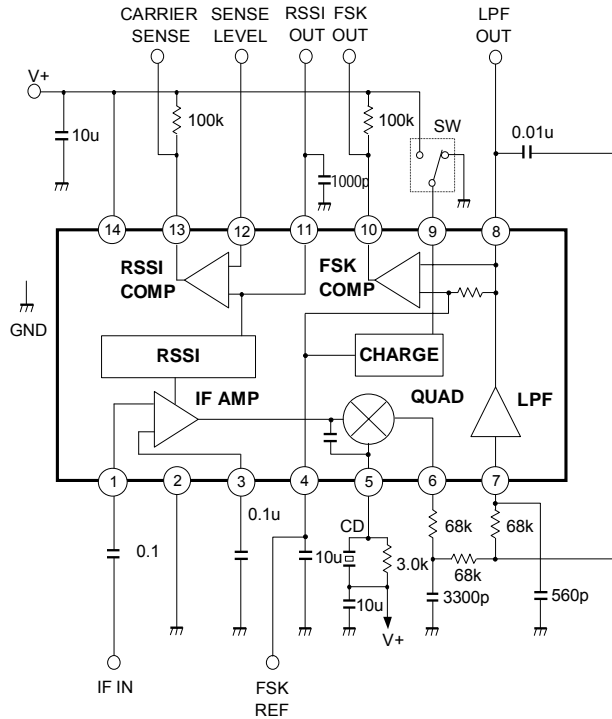 CARRIER SENSE
SENSE LEVEL
RSSI OUT
FSK OUT
LPF OUT
V+
10u
100k
1000p
100k
SW
0.01u
14
13
12
11
10
9
8
RSSI COMP
FSK COMP
GND
RSSI
CHARGE
IF AMP
QUAD
LPF
1
2
3
4
5
6
7
0.1
0.1u
10u
CD
3.0k
10u
V+
68k
68k
68k
3300p
560p
IF IN
FSK REF